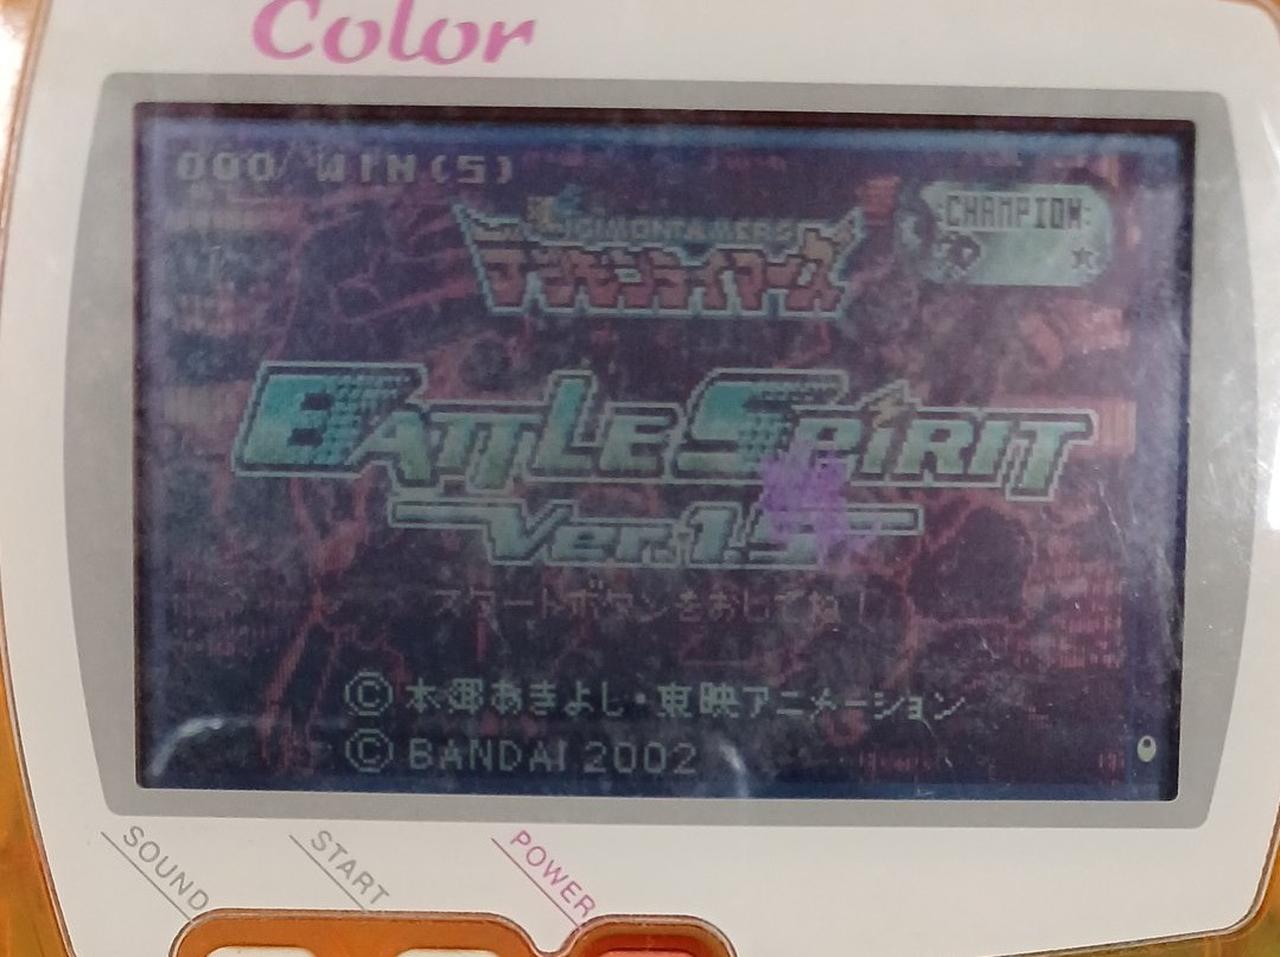 Color
000 WIN(S)
CHAMPION
DIGIMONTAMERS
デジモンテイマーズ
BATTLE SPIRIT
Ver.1.5
スタートボタンをおしてね！
© 本郷あきよし・東映アニメーション
© BANDAI 2002
SOUND
START
POWER